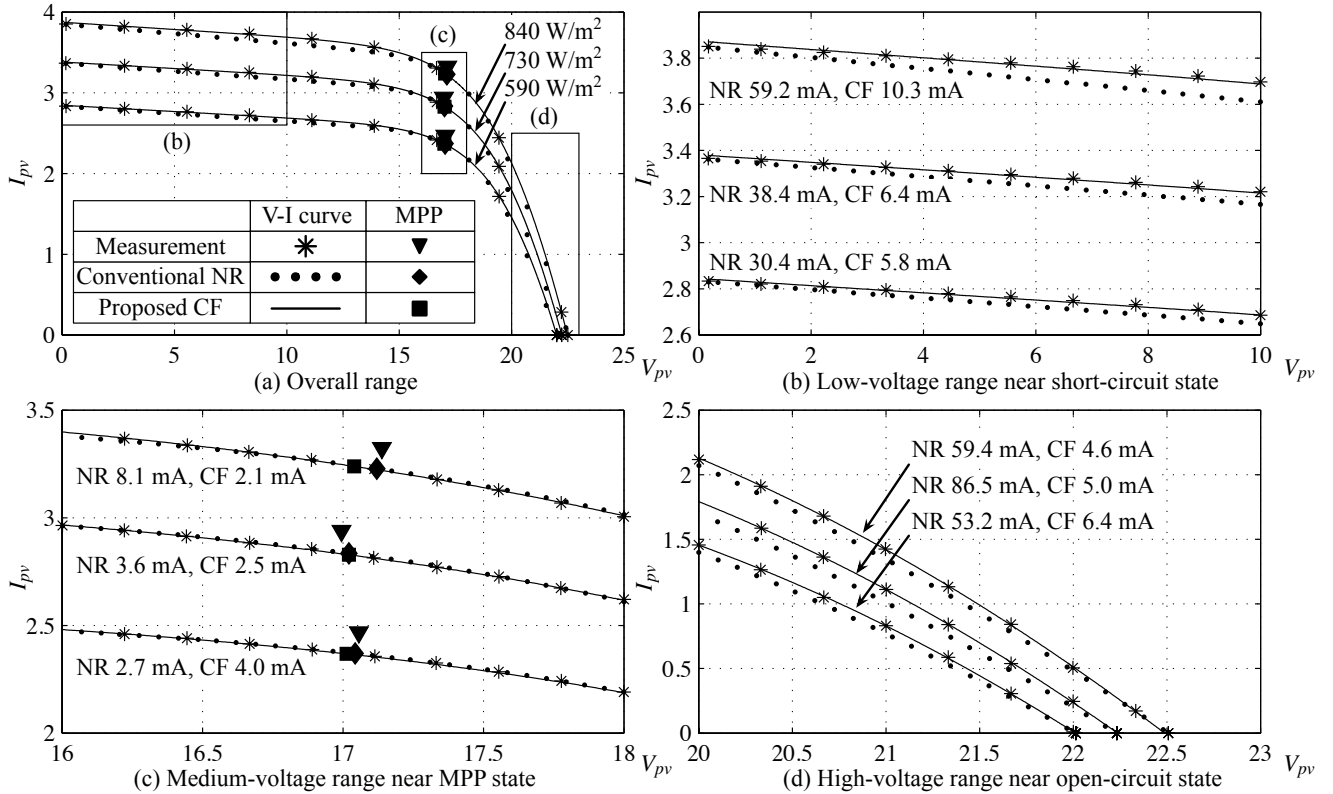 4
3
2
1
0
I_pv
(b)
(c)
(d)
840 W/m²
730 W/m²
590 W/m²
V-I curve MPP
Measurement
Conventional NR
Proposed CF
0 5 10 15 20 25
V_pv
(a) Overall range
3.8
3.6
3.4
3.2
3
2.8
2.6
I_pv
NR 59.2 mA, CF 10.3 mA
NR 38.4 mA, CF 6.4 mA
NR 30.4 mA, CF 5.8 mA
0 2 4 6 8 10
V_pv
(b) Low-voltage range near short-circuit state
3.5
3
2.5
2
I_pv
NR 8.1 mA, CF 2.1 mA
NR 3.6 mA, CF 2.5 mA
NR 2.7 mA, CF 4.0 mA
16 16.5 17 17.5 18
V_pv
(c) Medium-voltage range near MPP state
2.5
2
1.5
1
0.5
0
I_pv
NR 59.4 mA, CF 4.6 mA
NR 86.5 mA, CF 5.0 mA
NR 53.2 mA, CF 6.4 mA
20 20.5 21 21.5 22 22.5 23
V_pv
(d) High-voltage range near open-circuit state